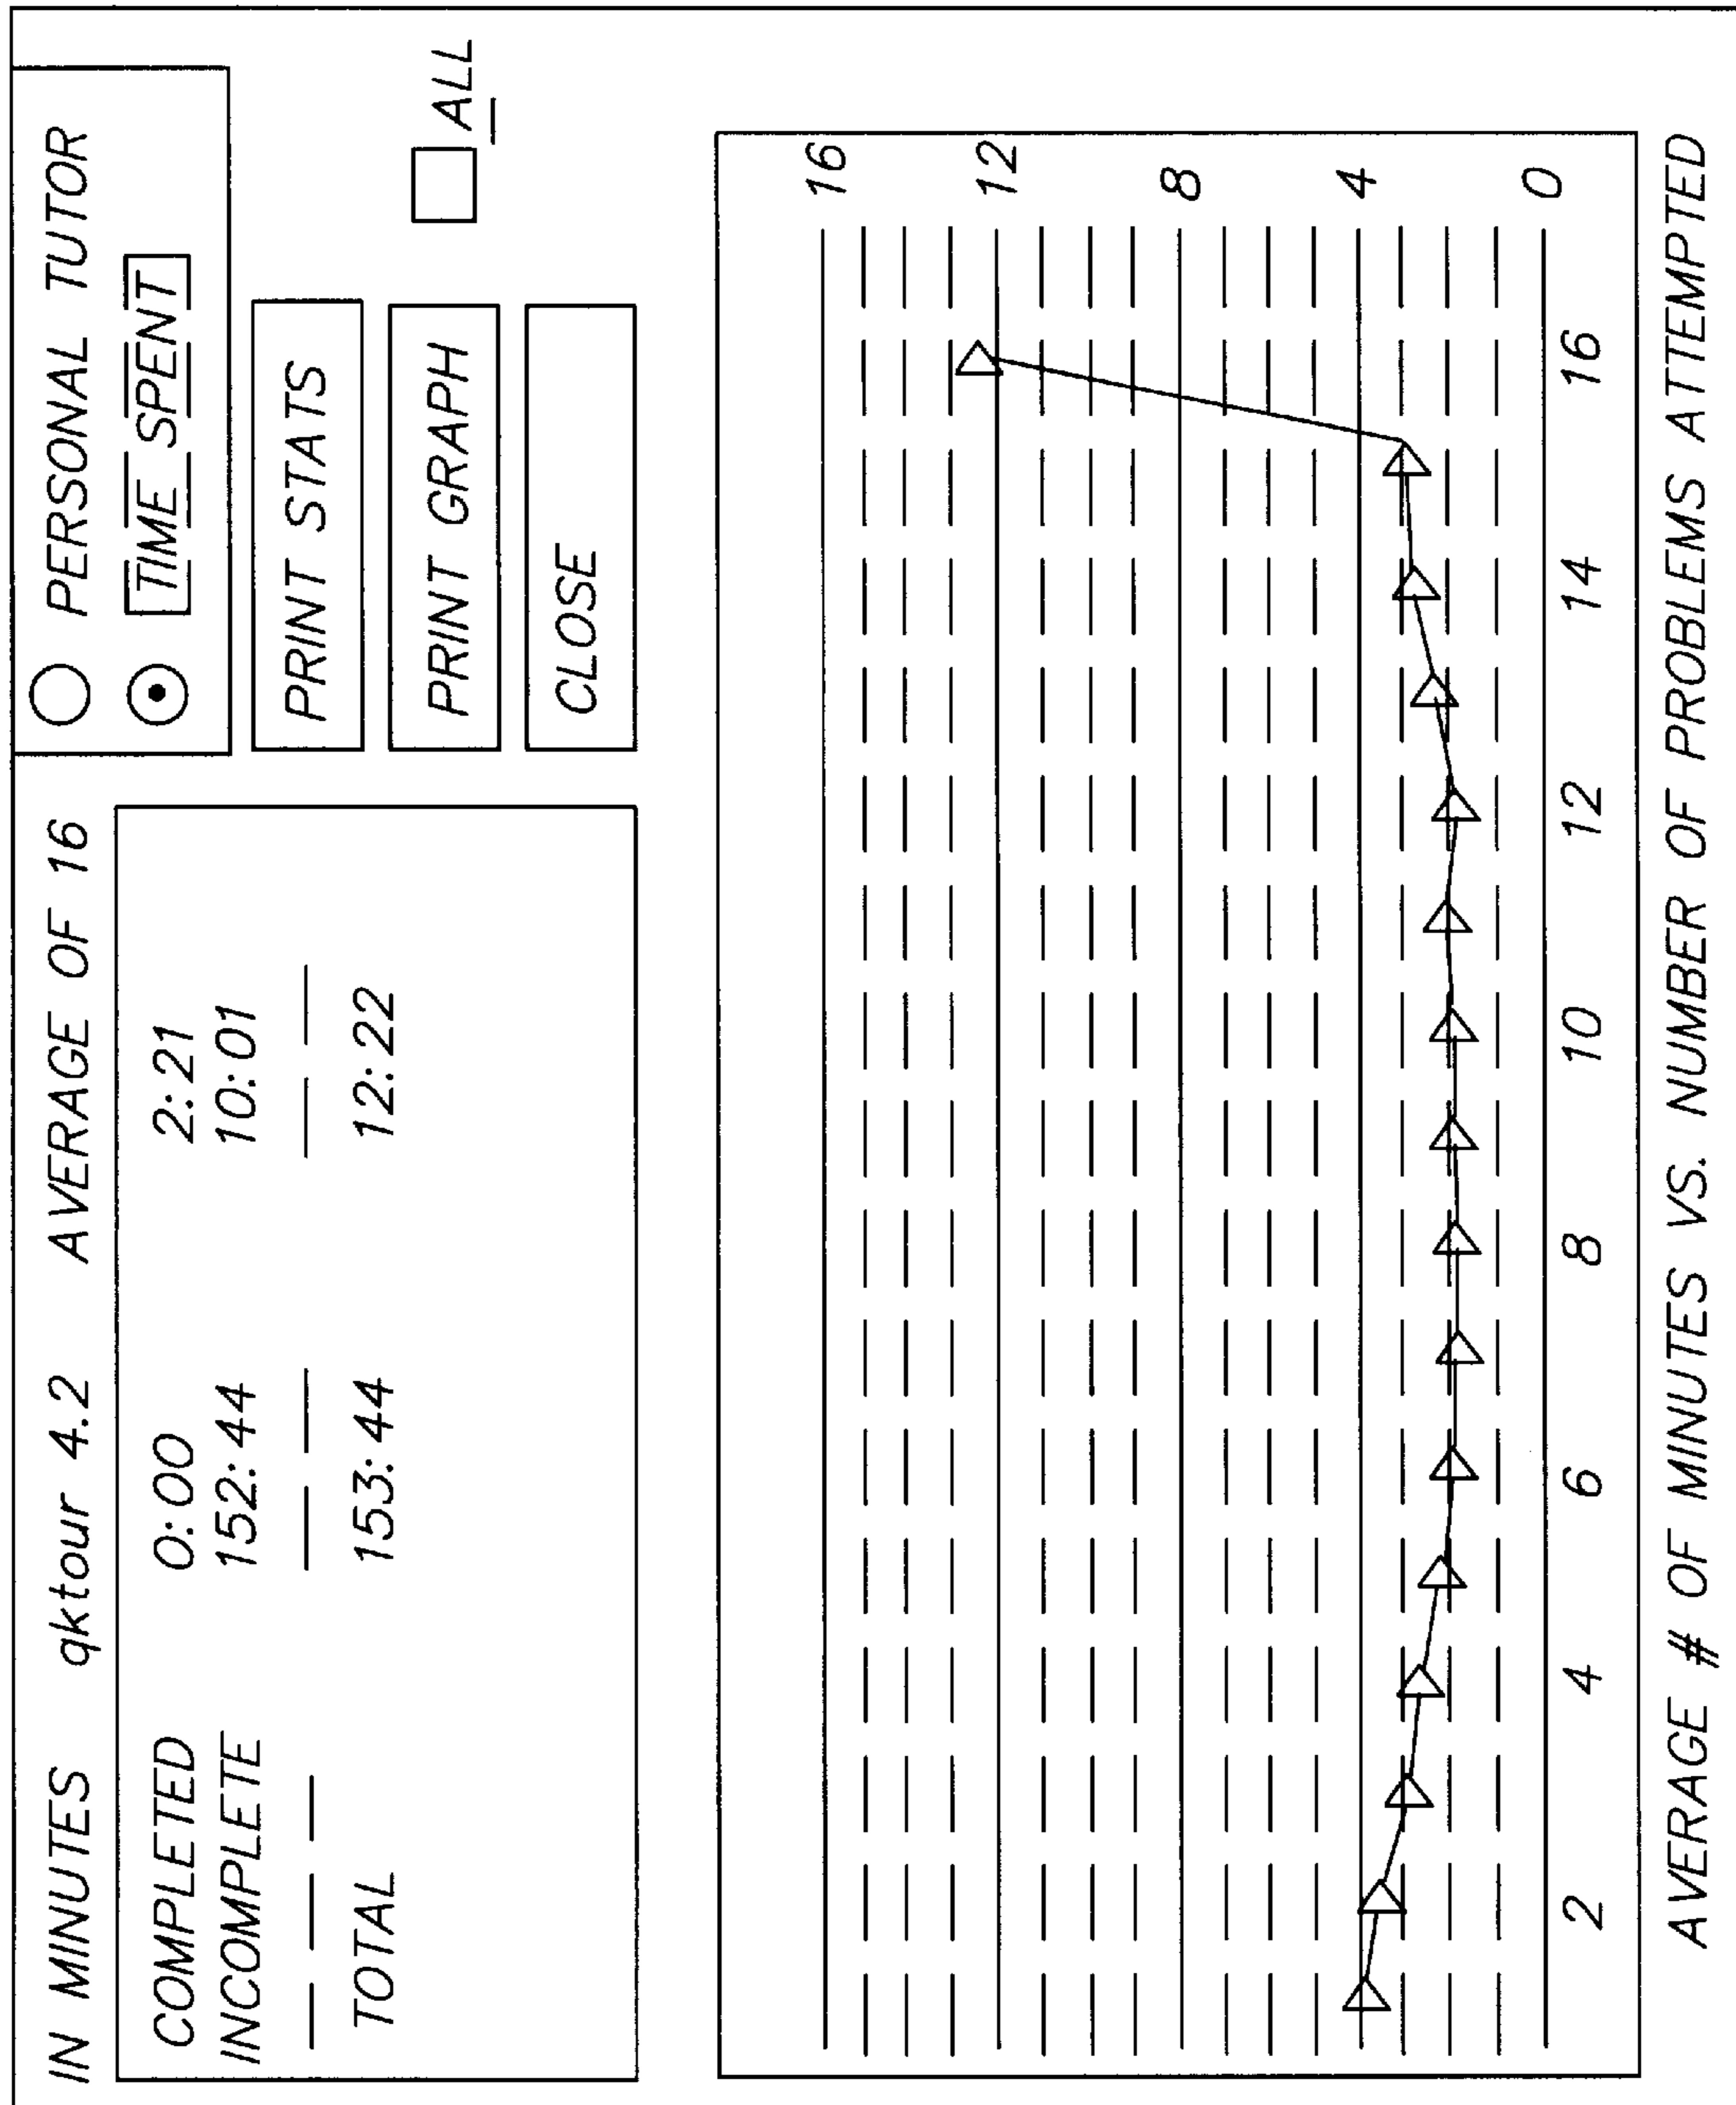 IN MINUTES qktour 4.2 AVERAGE OF 16
PERSONAL TUTOR
TIME SPENT
COMPLETED 0:00 2:21
INCOMPLETE 152:44 10:01
TOTAL 153:44 12:22
PRINT STATS
PRINT GRAPH
CLOSE
ALL
16
12
8
4
0
2 4 6 8 10 12 14 16
AVERAGE # OF MINUTES VS. NUMBER OF PROBLEMS ATTEMPTED